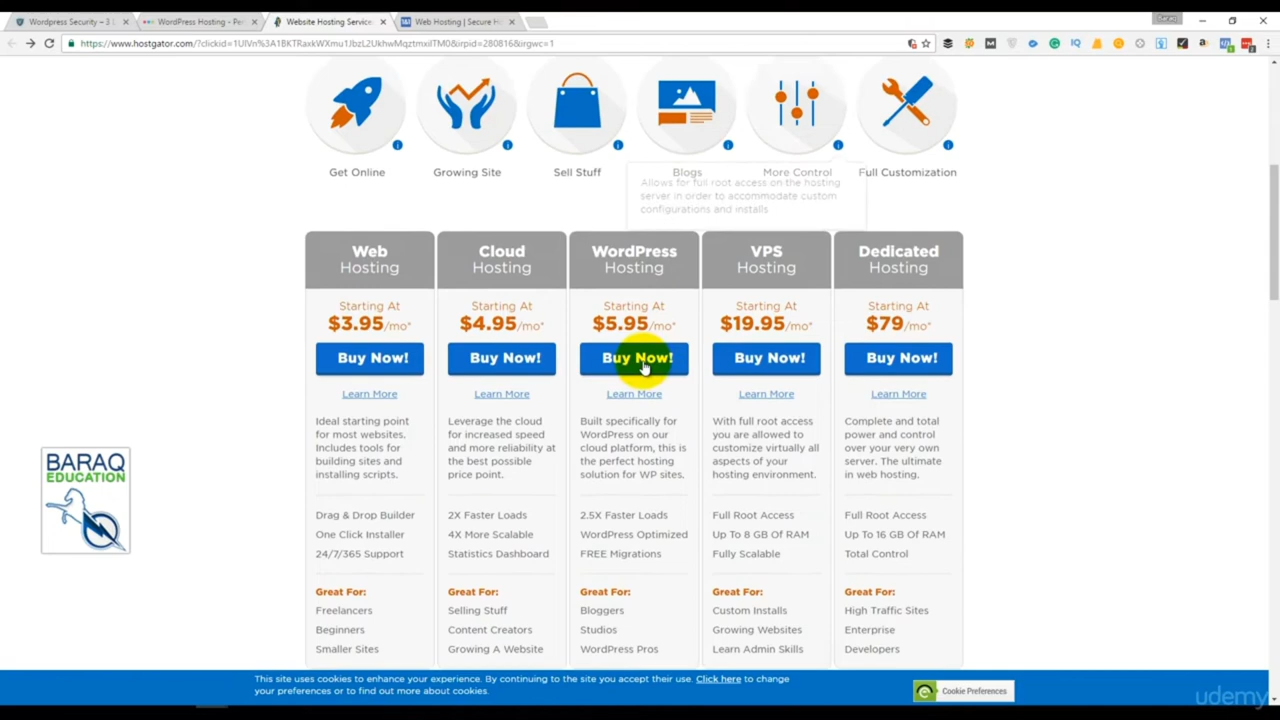 Wordpress Security – 3 L
WordPress Hosting - Per
Website Hosting Service
Web Hosting | Secure H
Baraq
https://www.hostgator.com/?clickid=1UIVn%3A1BKTRaxkWXmu1JbzL2UkhwMqztmxiITM0&irpid=280816&irgwc=1
Get Online
Growing Site
Sell Stuff
Blogs
More Control
Full Customization
Allows for full root access on the hosting
server in order to accommodate custom
configurations and installs
Web
Hosting
Starting At
$3.95/mo*
Buy Now!
Learn More
Ideal starting point
for most websites.
Includes tools for
building sites and
installing scripts.
Drag & Drop Builder
One Click Installer
24/7/365 Support
Great For:
Freelancers
Beginners
Smaller Sites
Cloud
Hosting
Starting At
$4.95/mo*
Buy Now!
Learn More
Leverage the cloud
for increased speed
and more reliability at
the best possible
price point.
2X Faster Loads
4X More Scalable
Statistics Dashboard
Great For:
Selling Stuff
Content Creators
Growing A Website
WordPress
Hosting
Starting At
$5.95/mo*
Buy Now!
Learn More
Built specifically for
WordPress on our
cloud platform, this is
the perfect hosting
solution for WP sites.
2.5X Faster Loads
WordPress Optimized
FREE Migrations
Great For:
Bloggers
Studios
WordPress Pros
VPS
Hosting
Starting At
$19.95/mo*
Buy Now!
Learn More
With full root access
you are allowed to
customize virtually all
aspects of your
hosting environment.
Full Root Access
Up To 8 GB Of RAM
Fully Scalable
Great For:
Custom Installs
Growing Websites
Learn Admin Skills
Dedicated
Hosting
Starting At
$79/mo*
Buy Now!
Learn More
Complete and total
power and control
over your very own
server. The ultimate
in web hosting.
Full Root Access
Up To 16 GB Of RAM
Total Control
Great For:
High Traffic Sites
Enterprise
Developers
BARAQ
EDUCATION
This site uses cookies to enhance your experience. By continuing to the site you accept their use. Click here to change
your preferences or to find out more about cookies.
Cookie Preferences
udemy